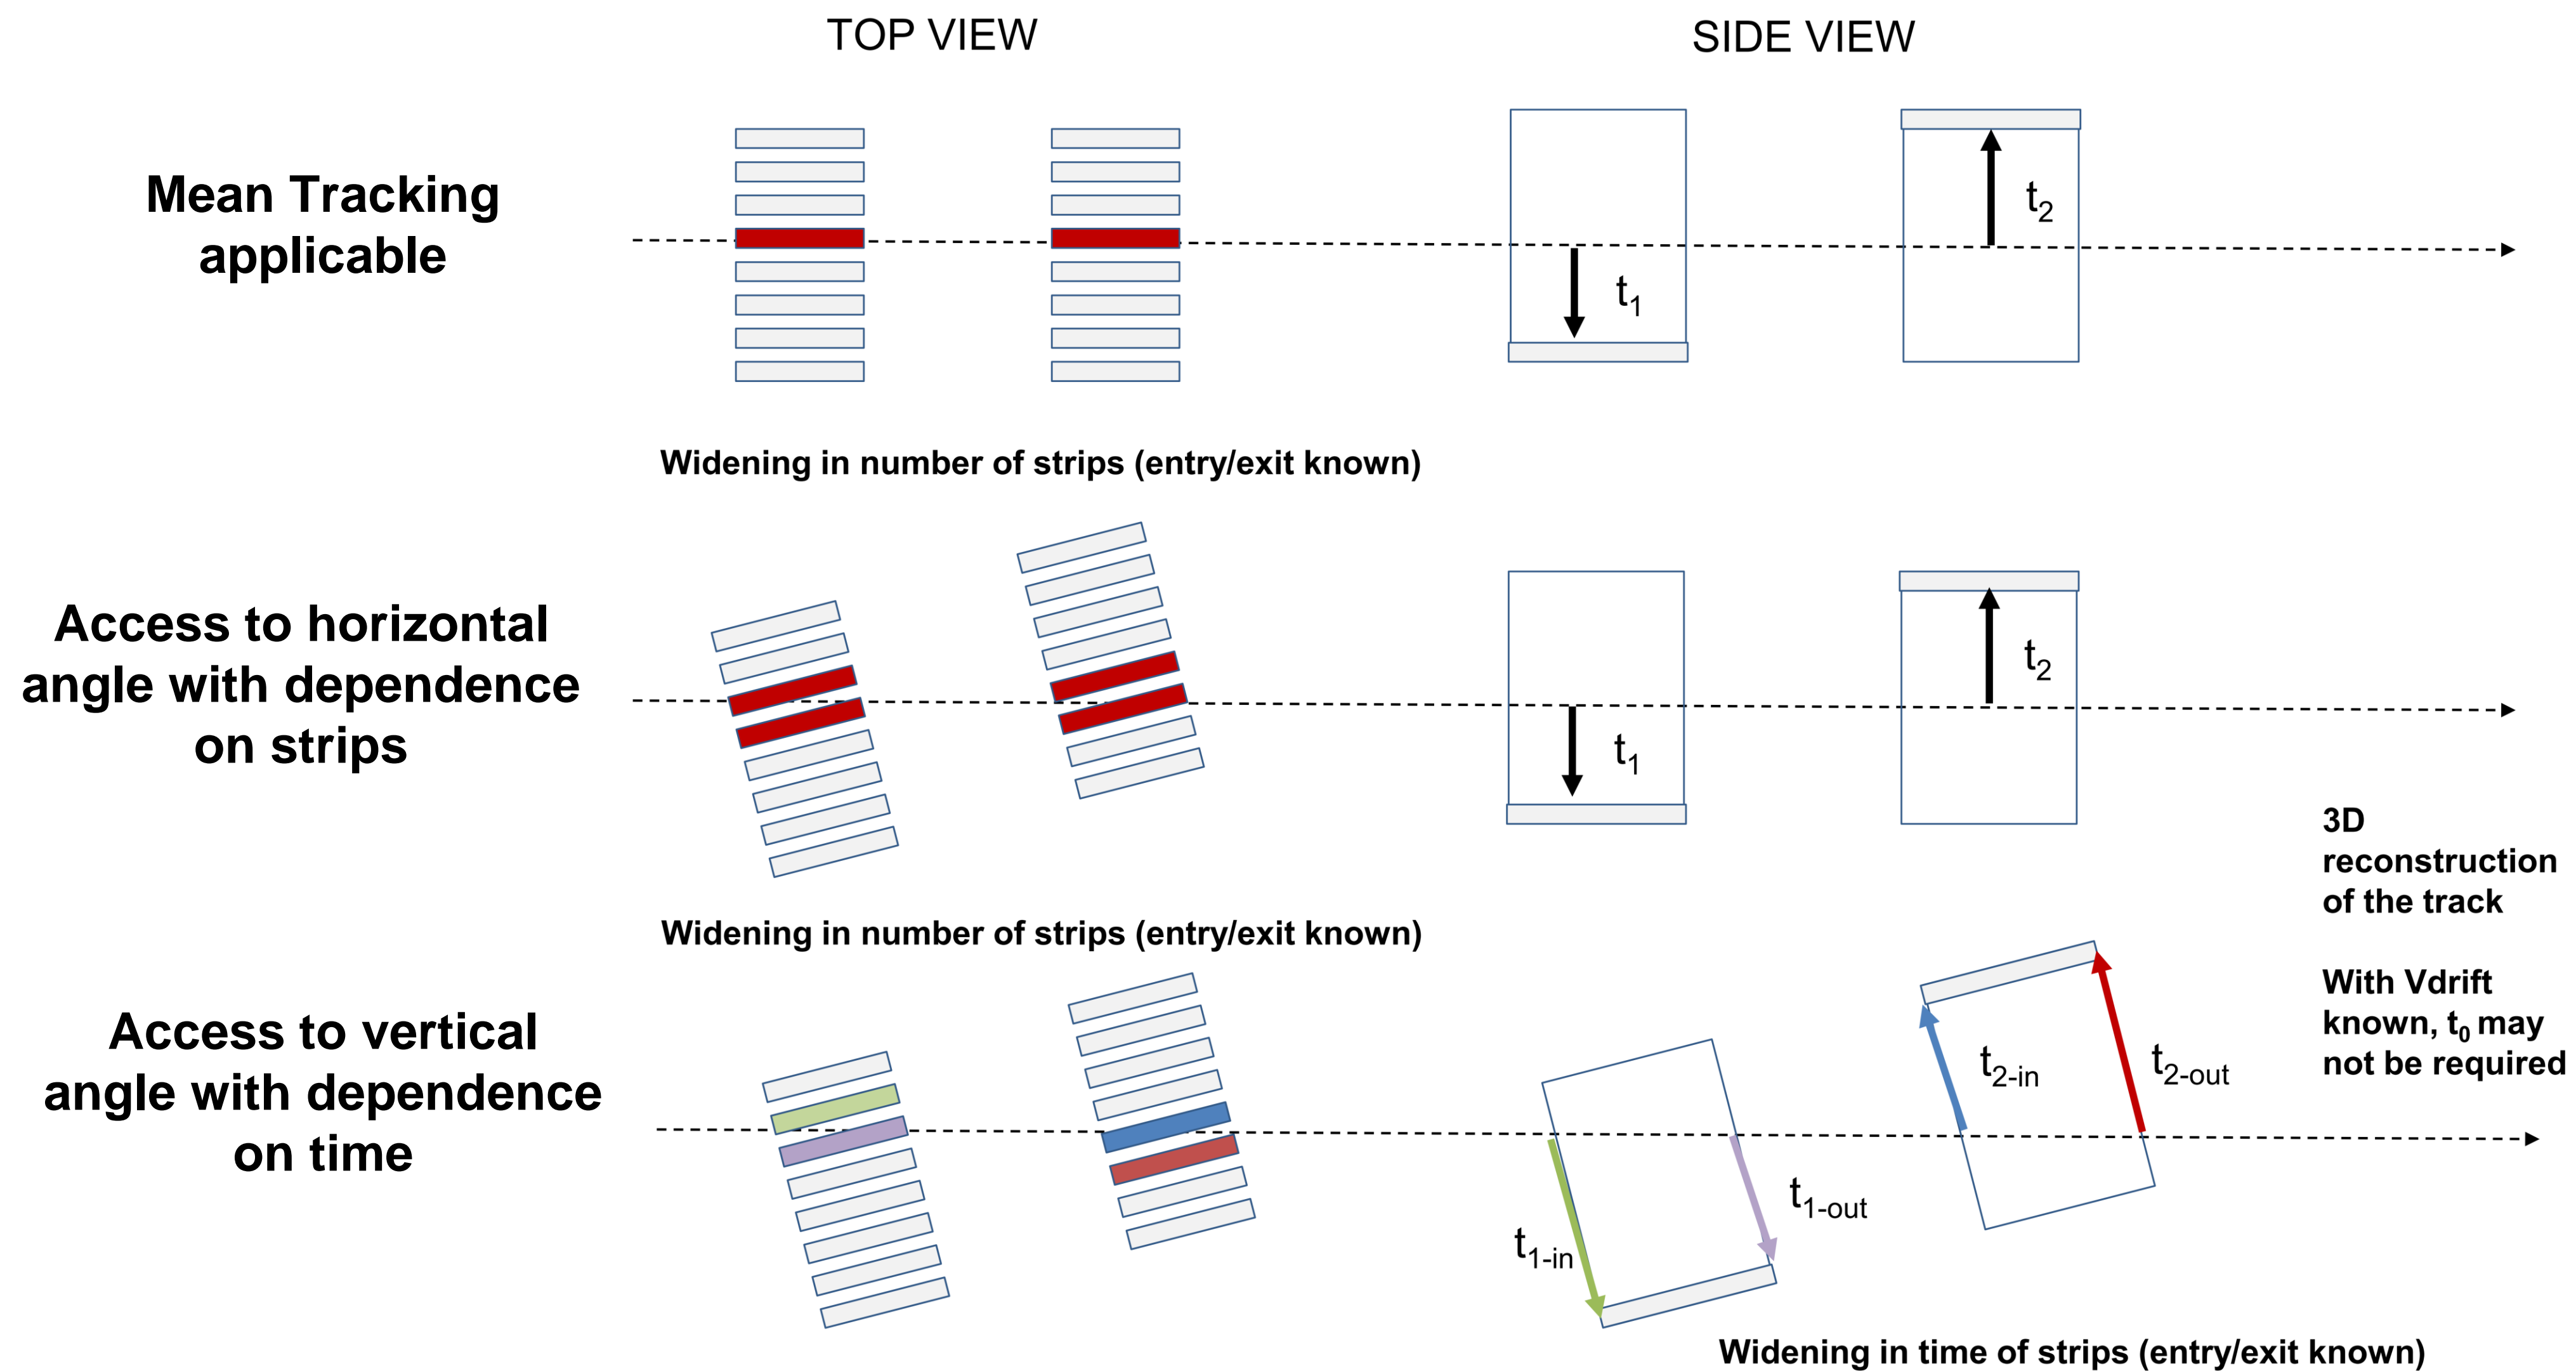 TOP VIEW
SIDE VIEW
Mean Tracking
applicable
t1
t2
Widening in number of strips (entry/exit known)
Access to horizontal
angle with dependence
on strips
t1
t2
3D
reconstruction
of the track
Widening in number of strips (entry/exit known)
With Vdrift
known, t0 may
not be required
Access to vertical
angle with dependence
on time
t1-in
t1-out
t2-in
t2-out
Widening in time of strips (entry/exit known)